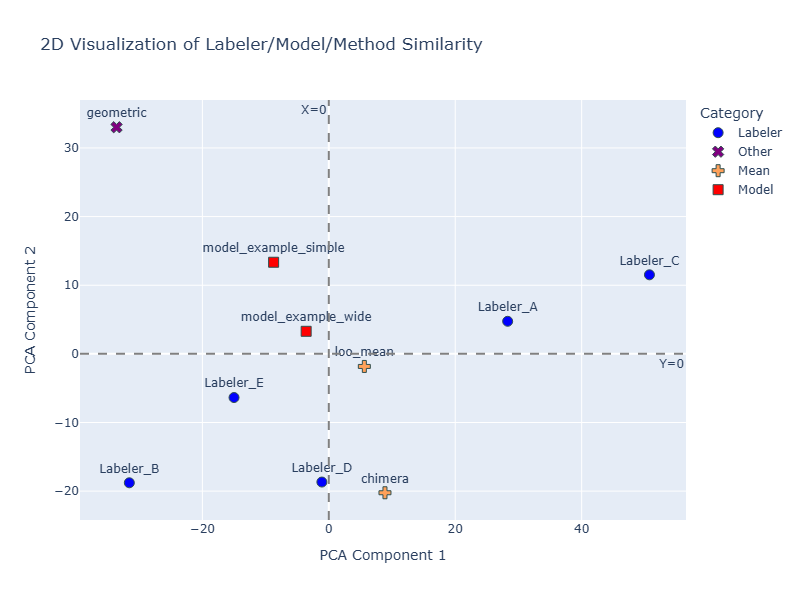 2D Visualization of Labeler/Model/Method Similarity
Category
Labeler
Other
Mean
Model
X=0
Y=0
geometric
model_example_simple
Labeler_C
Labeler_A
model_example_wide
loo_mean
Labeler_E
Labeler_B
Labeler_D
chimera
PCA Component 2
30
20
10
0
−10
−20
−20
0
20
40
PCA Component 1